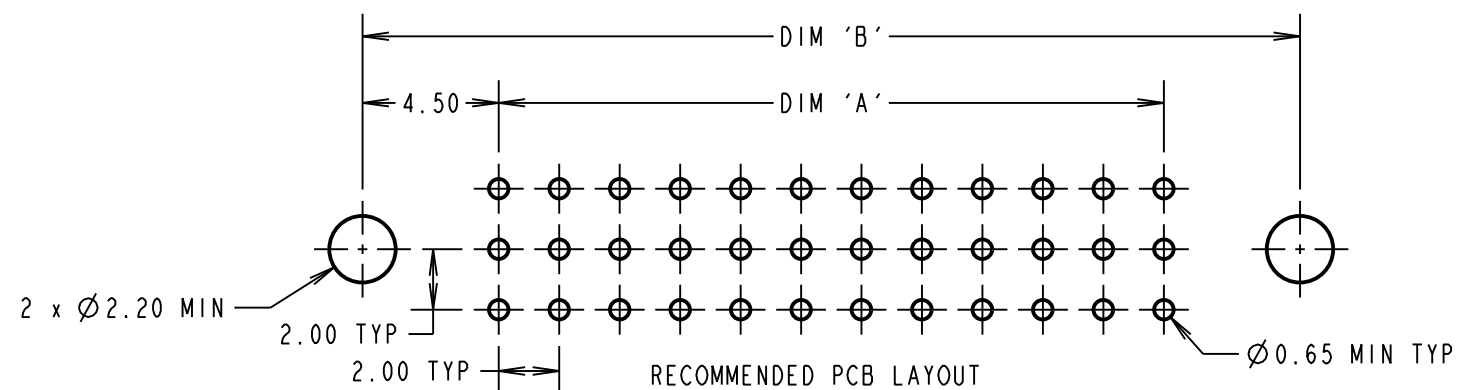 DIM 'B'
4.50
DIM 'A'
2 x Ø2.20 MIN
2.00 TYP
2.00 TYP
RECOMMENDED PCB LAYOUT
Ø0.65 MIN TYP